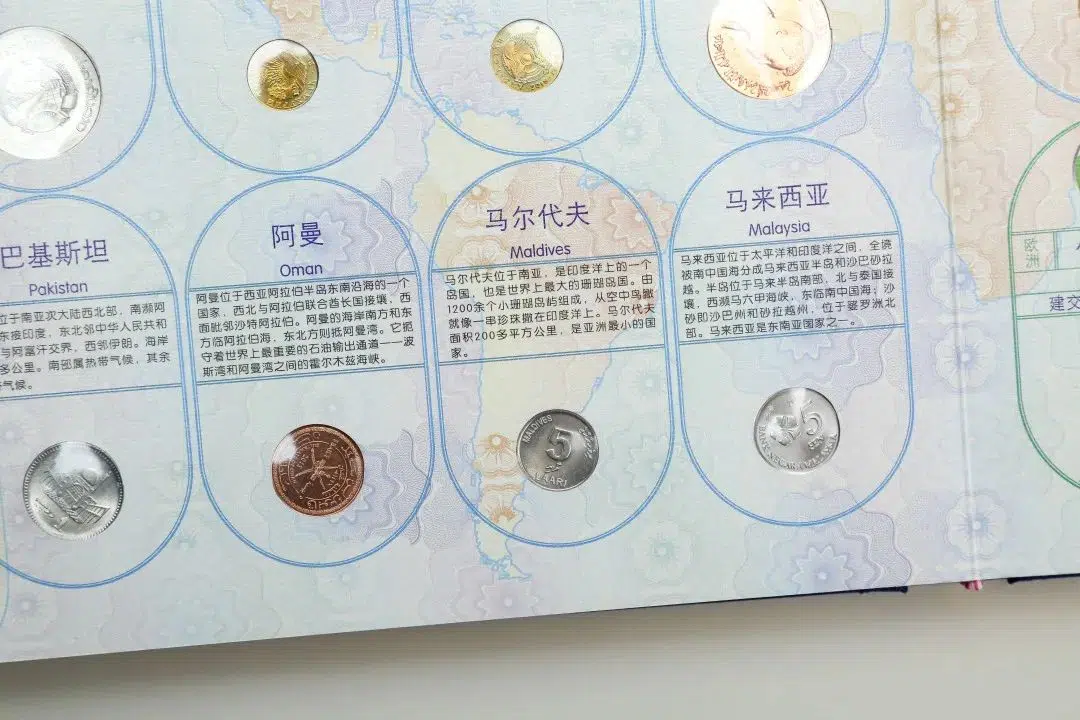 巴基斯坦
Pakistan
位于南亚次大陆西北部，南濒阿
东接印度，东北邻中华人民共和
与阿富汗交界，西邻伊朗。海岸
多公里。南部属热带气候，其余
气候。
阿曼
Oman
阿曼位于西亚阿拉伯半岛东南沿海的一个
国家，西北与阿拉伯联合酋长国接壤，西
面毗邻沙特阿拉伯。阿曼的海岸南方和东
方临阿拉伯海，东北方则抵阿曼湾。它扼
守着世界上最重要的石油输出通道——波
斯湾和阿曼湾之间的霍尔木兹海峡。
马尔代夫
Maldives
马尔代夫位于南亚，是印度洋上的一个
岛国，也是世界上最大的珊瑚岛国。由
1200余个小珊瑚岛屿组成，从空中鸟瞰
就像一串珍珠撒在印度洋上。马尔代夫
面积200多平方公里，是亚洲最小的国
家。
MALDIVES
5
LAARI
马来西亚
Malaysia
马来西亚位于太平洋和印度洋之间，全境
被南中国海分成马来西亚半岛和沙巴砂拉
越。半岛位于马来半岛南部，北与泰国接
壤，西濒马六甲海峡，东临南中国海；沙
砂即沙巴州和砂拉越州，位于婆罗洲北
部。马来西亚是东南亚国家之一。
5
SEN
BANK NEGARA MALAYSIA
欧
洲
建交